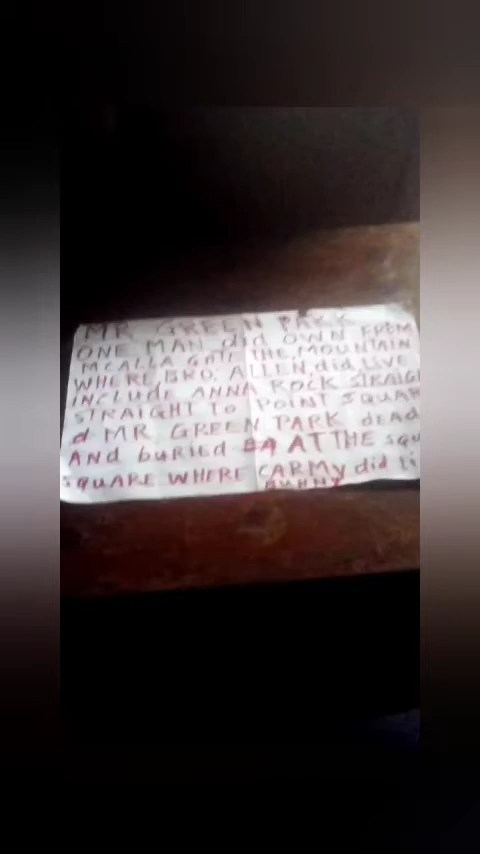 MR GREEN PARK
ONE MAN did OWN FROM
MCALLA GATE THE, MOUNTAIN
WHERE BRO. ALLEN, did LIVE
INCLUDE ANNA ROCK STRAIG
STRAIGHT TO POINT SQUAR
d MR GREEN PARK DEAD
AND buRIEd AT THE SQU
SQUARE WHERE CARMY did LI
BUNNY